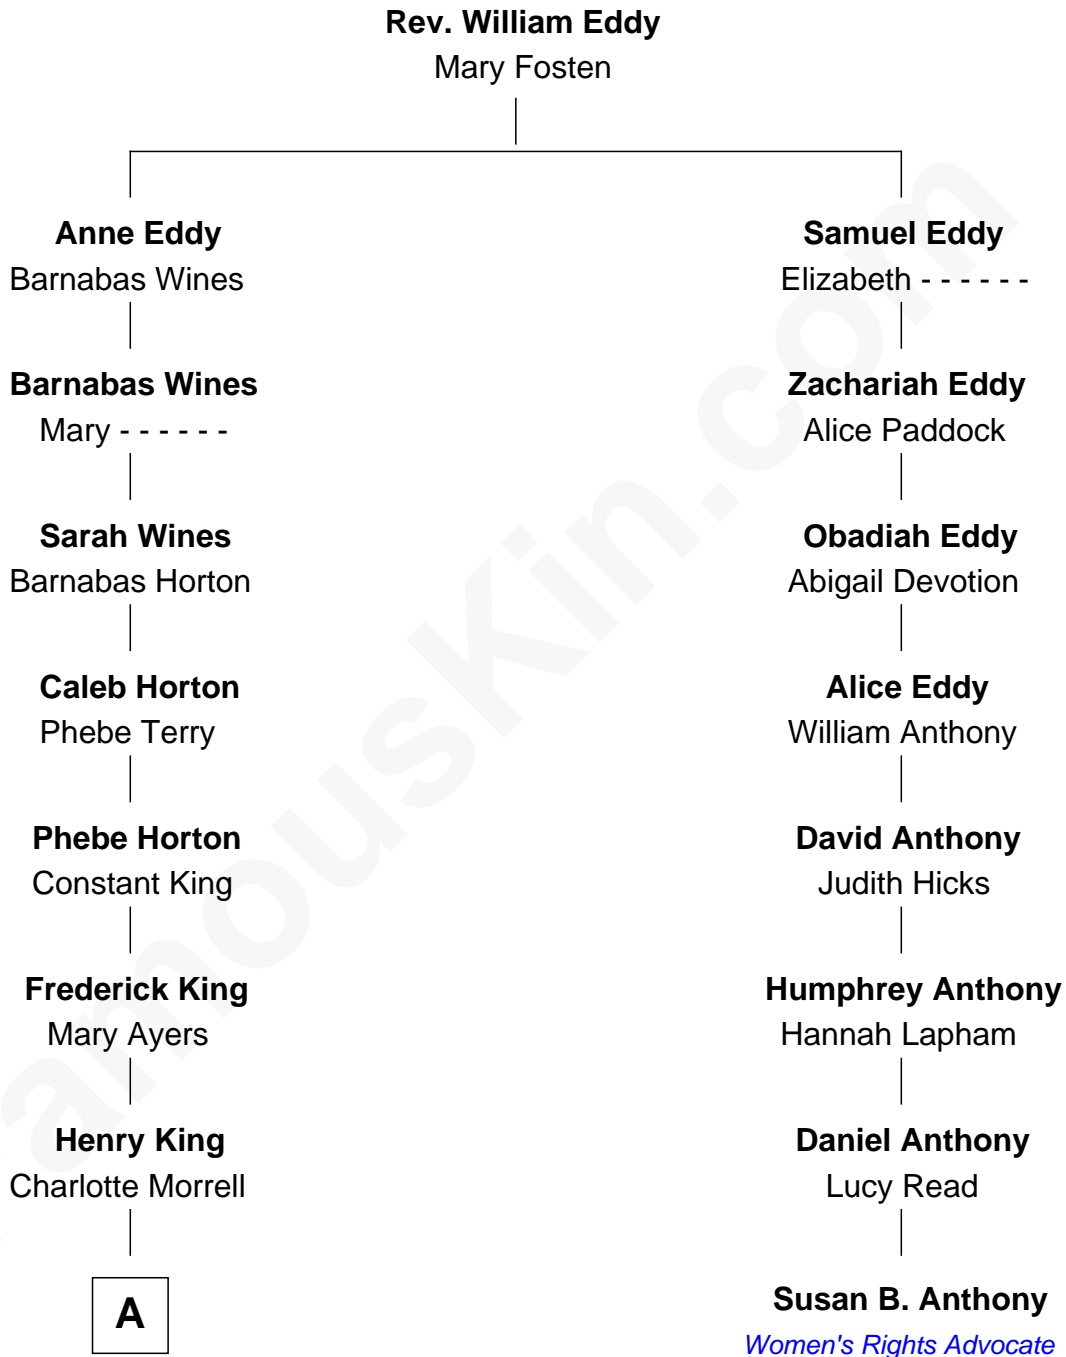 Rev. William Eddy
Mary Fosten
Anne Eddy
Barnabas Wines
Samuel Eddy
Elizabeth - - - - - -
Barnabas Wines
Mary - - - - - -
Zachariah Eddy
Alice Paddock
Sarah Wines
Barnabas Horton
Obadiah Eddy
Abigail Devotion
Caleb Horton
Phebe Terry
Alice Eddy
William Anthony
Phebe Horton
Constant King
David Anthony
Judith Hicks
Frederick King
Mary Ayers
Humphrey Anthony
Hannah Lapham
Henry King
Charlotte Morrell
Daniel Anthony
Lucy Read
A
Susan B. Anthony
Women's Rights Advocate
amousKin.com